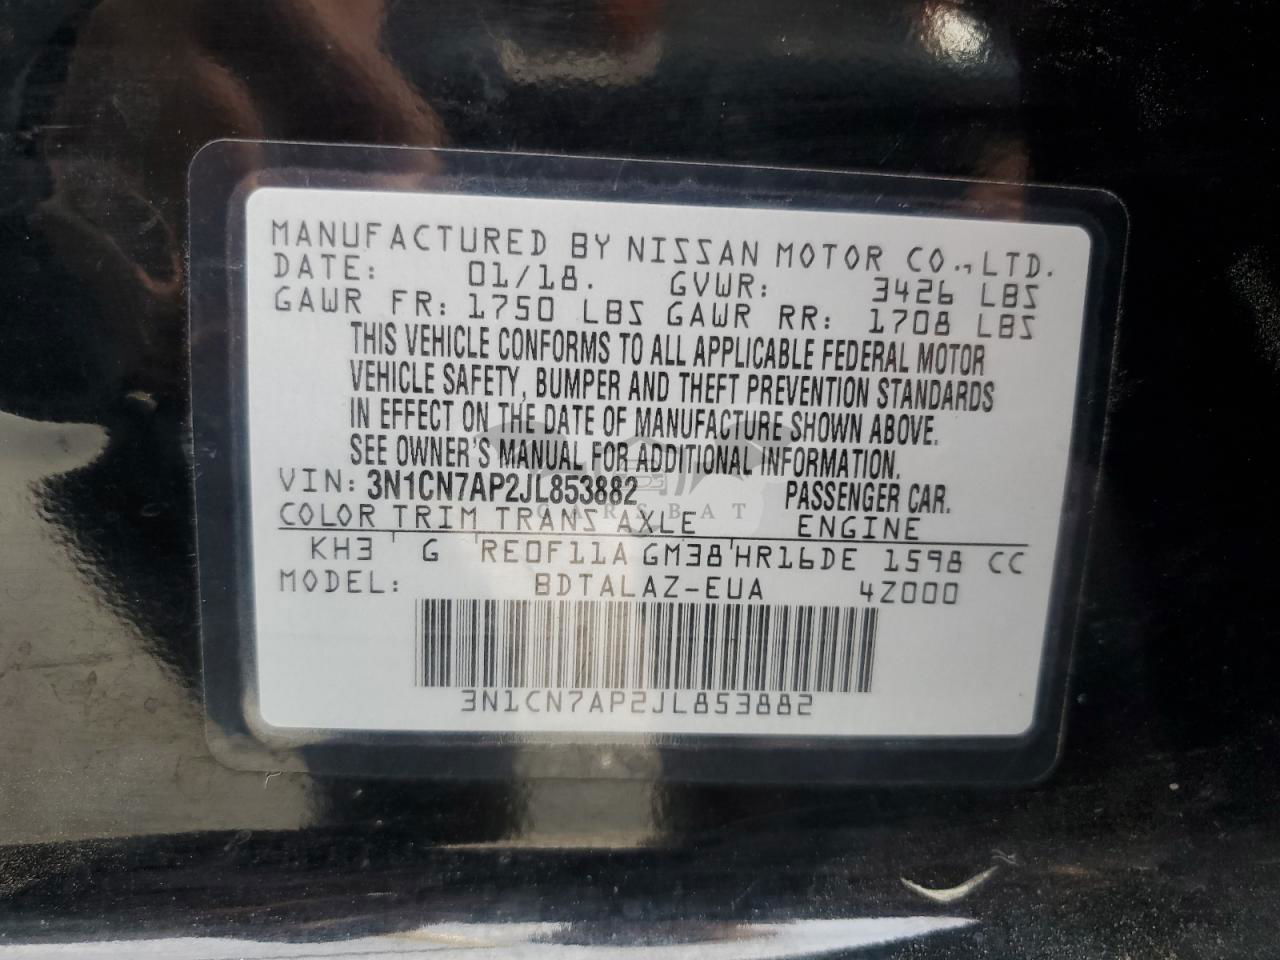 MANUFACTURED BY NISSAN MOTOR CO., LTD.
DATE: 01/18. GVWR: 3426 LBS
GAWR FR: 1750 LBS GAWR RR: 1708 LBS
THIS VEHICLE CONFORMS TO ALL APPLICABLE FEDERAL MOTOR
VEHICLE SAFETY, BUMPER AND THEFT PREVENTION STANDARDS
IN EFFECT ON THE DATE OF MANUFACTURE SHOWN ABOVE.
SEE OWNER'S MANUAL FOR ADDITIONAL INFORMATION.
VIN: 3N1CN7AP2JL853882 PASSENGER CAR.
CARSBAT
COLOR TRIM TRANS AXLE ENGINE
KH3 ' G ' RE0F11A GM38 ' HR16DE 1598 CC
MODEL: BDTALAZ-EUA 4Z000
3N1CN7AP2JL853882